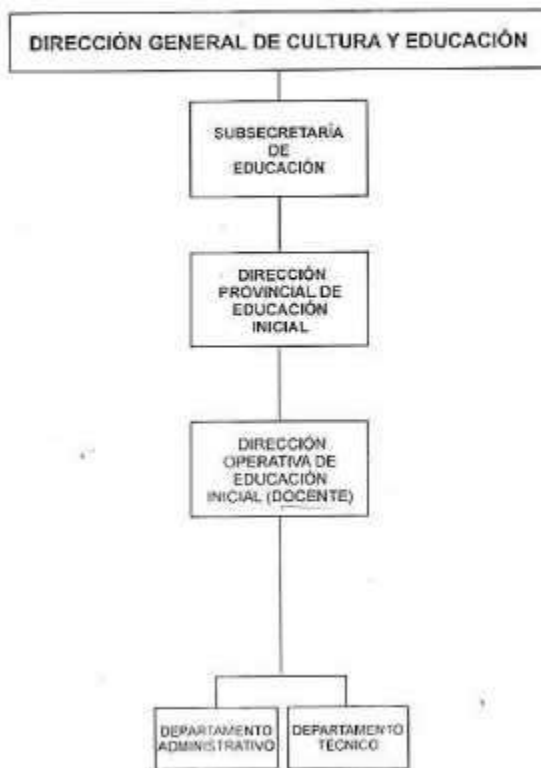 DIRECCIÓN GENERAL DE CULTURA Y EDUCACIÓN
SUBSECRETARÍA
DE
EDUCACIÓN
DIRECCIÓN
PROVINCIAL DE
EDUCACIÓN
INICIAL
DIRECCIÓN
OPERATIVA DE
EDUCACIÓN
INICIAL (DOCENTE)
DEPARTAMENTO
ADMINISTRATIVO
DEPARTAMENTO
TÉCNICO